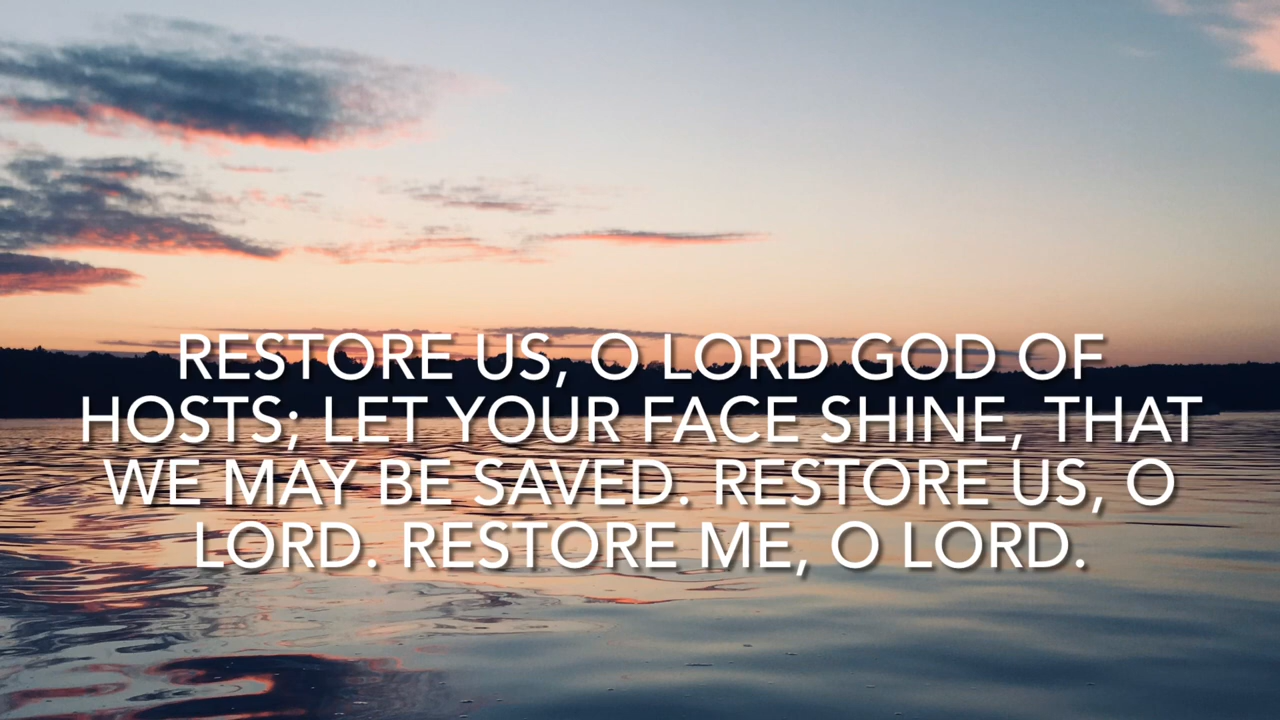 RESTORE US, O LORD GOD OF
HOSTS; LET YOUR FACE SHINE, THAT
WE MAY BE SAVED. RESTORE US, O
LORD. RESTORE ME, O LORD.